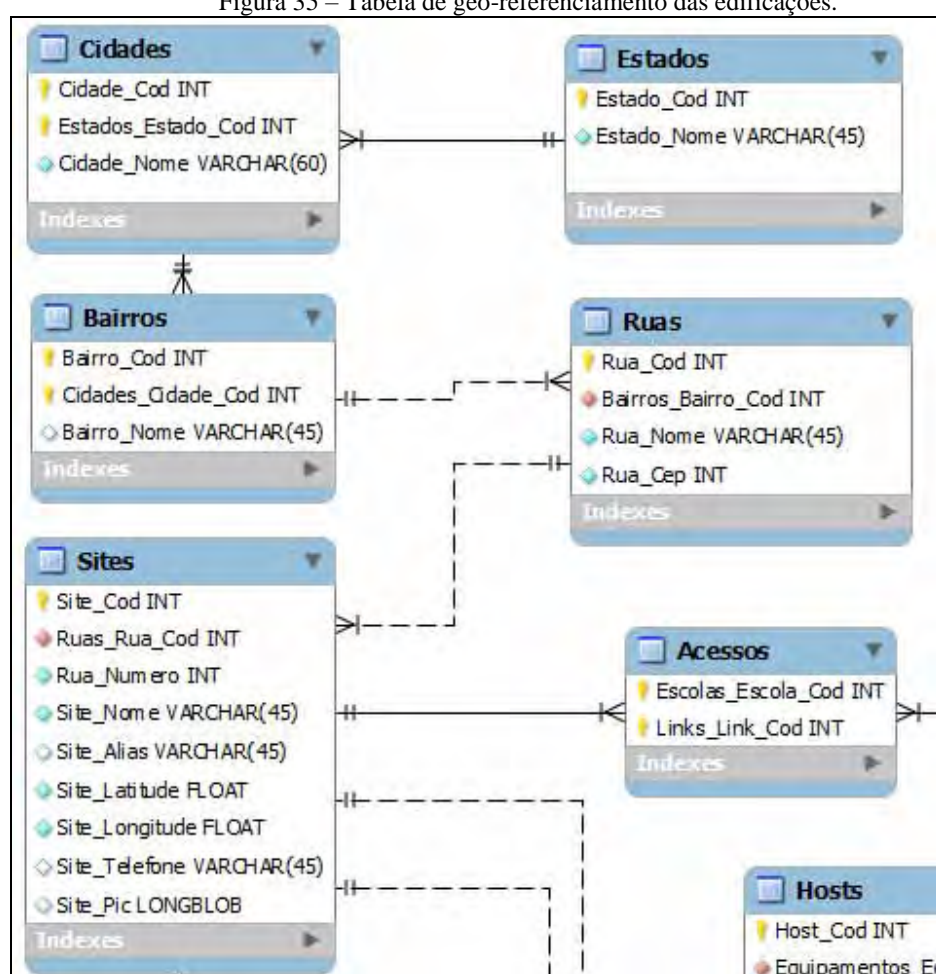 Figura 35 – Tabela de geo-referenciamento das edificações.
Cidades
Cidade_Cod INT
Estados_Estado_Cod INT
Cidade_Nome VARCHAR(60)
Indexes
Estados
Estado_Cod INT
Estado_Nome VARCHAR(45)
Indexes
Bairros
Bairro_Cod INT
Cidades_Cidade_Cod INT
Bairro_Nome VARCHAR(45)
Indexes
Ruas
Rua_Cod INT
Bairros_Bairro_Cod INT
Rua_Nome VARCHAR(45)
Rua_Cep INT
Indexes
Sites
Site_Cod INT
Ruas_Rua_Cod INT
Rua_Numero INT
Site_Nome VARCHAR(45)
Site_Alias VARCHAR(45)
Site_Latitude FLOAT
Site_Longitude FLOAT
Site_Telefone VARCHAR(45)
Site_Pic LONGBLOB
Indexes
Acessos
Escolas_Escola_Cod INT
Links_Link_Cod INT
Indexes
Hosts
Host_Cod INT